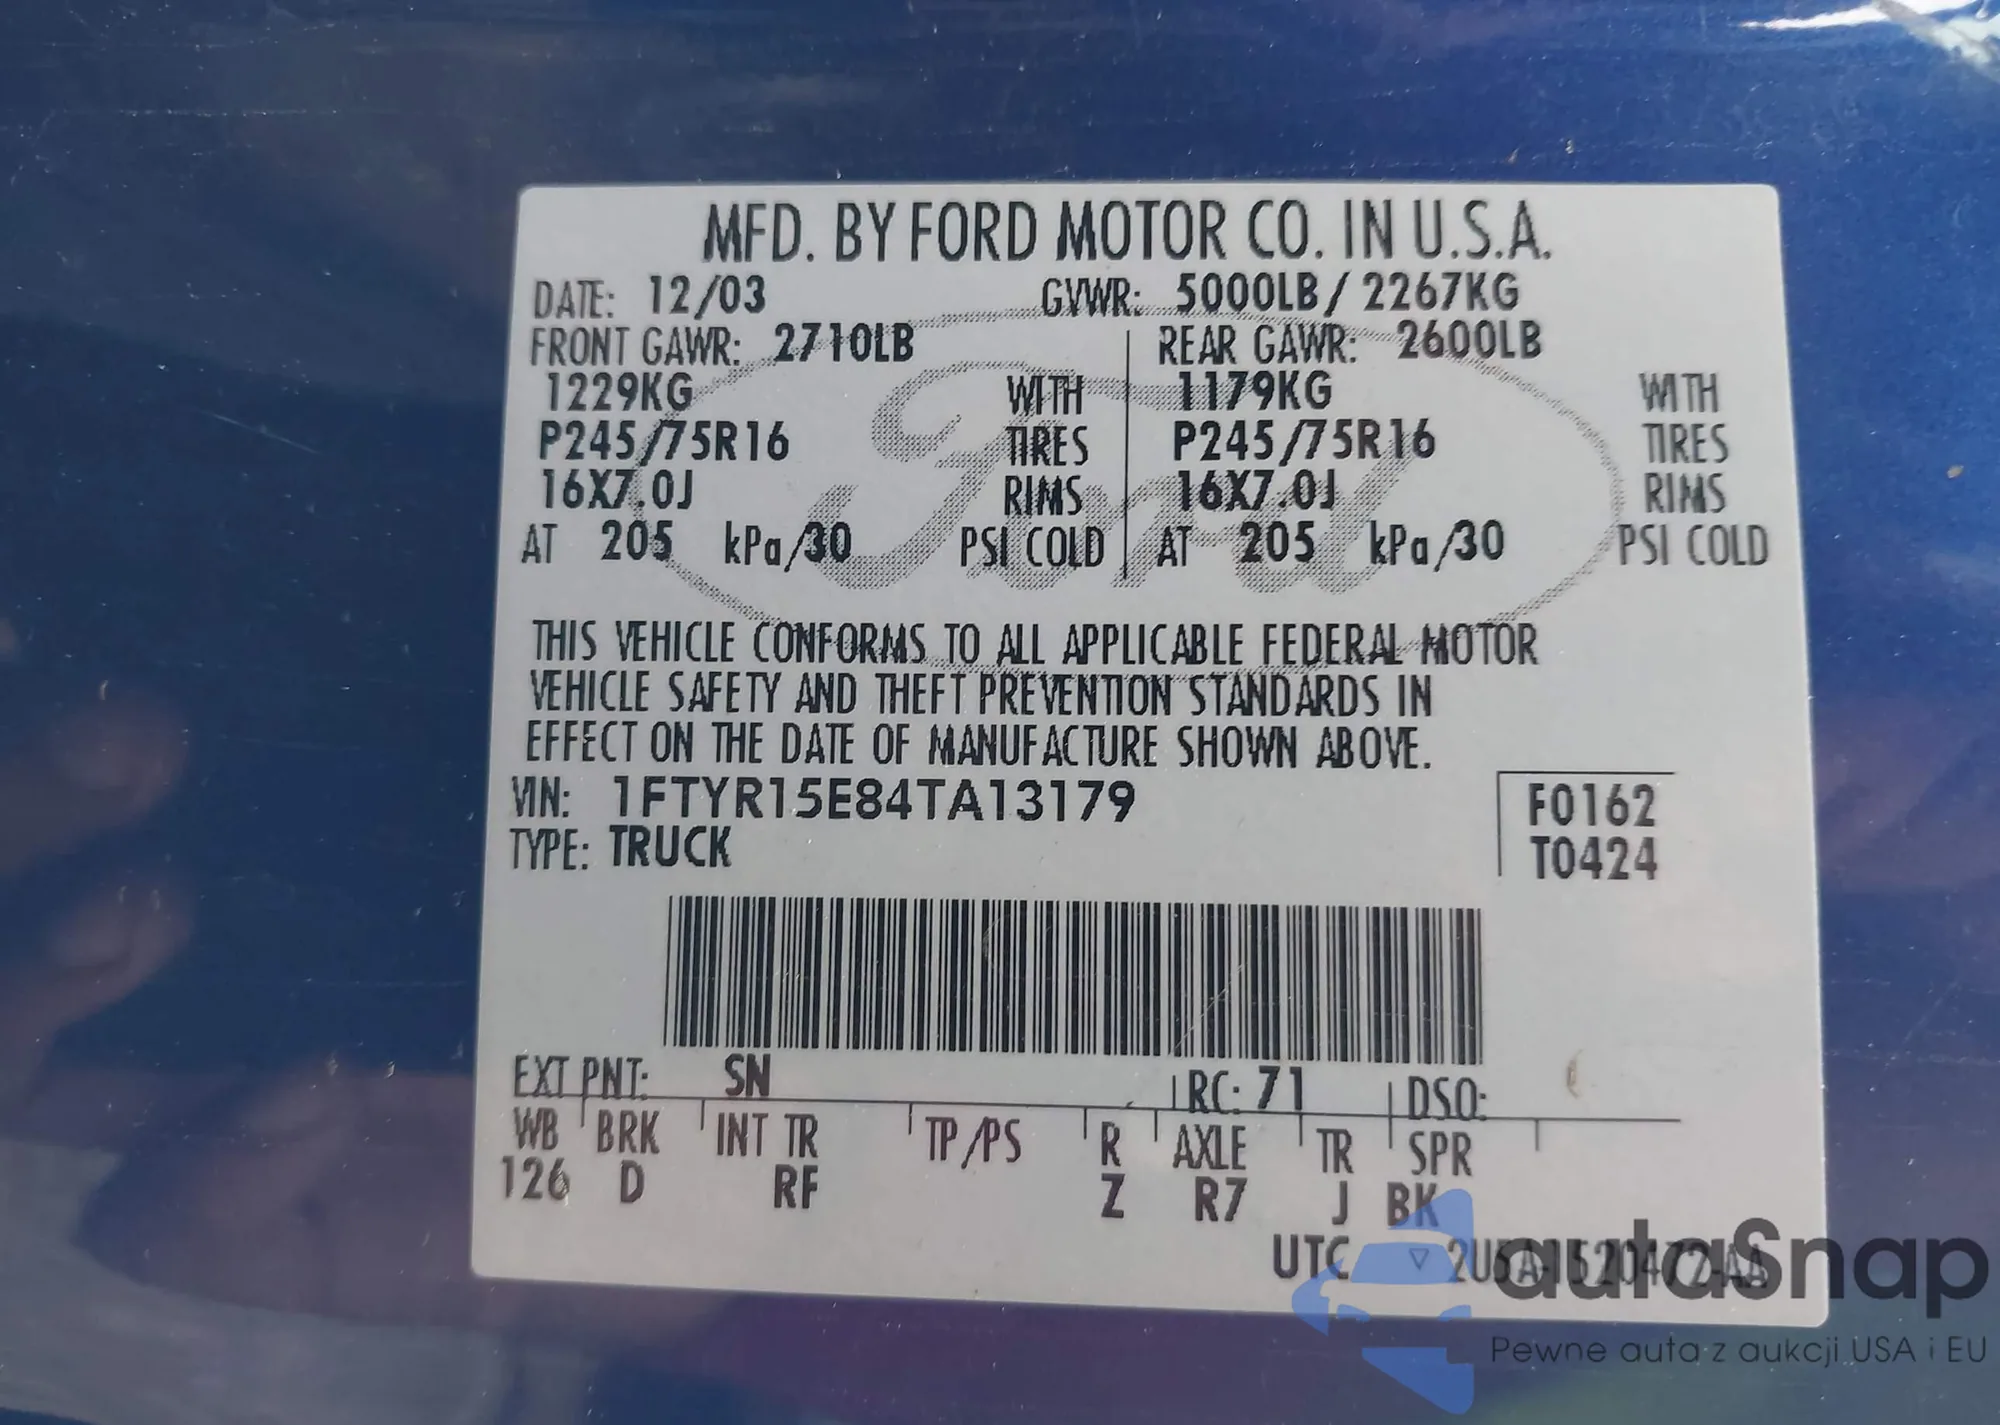 MFD. BY FORD MOTOR CO. IN U.S.A.
DATE: 12/03 GVWR: 5000LB / 2267KG
FRONT GAWR: 2710LB REAR GAWR: 2600LB
1229KG WITH 1179KG WITH
P245/75R16 TIRES P245/75R16 TIRES
16X7.0J RIMS 16X7.0J RIMS
AT 205 kPa/30 PSI COLD AT 205 kPa/30 PSI COLD
Ford
THIS VEHICLE CONFORMS TO ALL APPLICABLE FEDERAL MOTOR
VEHICLE SAFETY AND THEFT PREVENTION STANDARDS IN
EFFECT ON THE DATE OF MANUFACTURE SHOWN ABOVE.
VIN: 1FTYR15E84TA13179 F0162
TYPE: TRUCK T0424
EXT PNT: SN RC: 71 DSO:
WB BRK INT TR TP/PS R AXLE TR SPR
126 D RF Z R7 J BK
UTC 2U5A-1520472-AA
autaSnap
Pewne auta z aukcji USA i EU